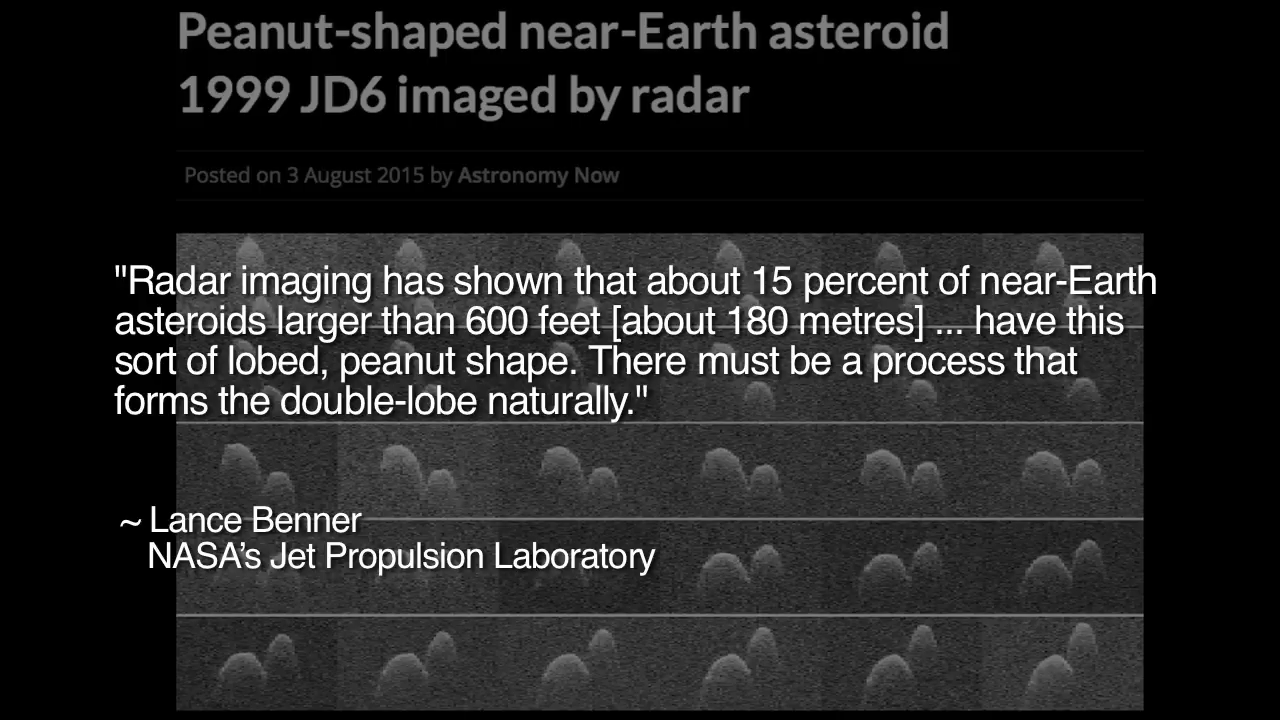 Peanut-shaped near-Earth asteroid
1999 JD6 imaged by radar
Posted on 3 August 2015 by Astronomy Now
"Radar imaging has shown that about 15 percent of near-Earth
asteroids larger than 600 feet [about 180 metres] ... have this
sort of lobed, peanut shape. There must be a process that
forms the double-lobe naturally."
~ Lance Benner
NASA’s Jet Propulsion Laboratory